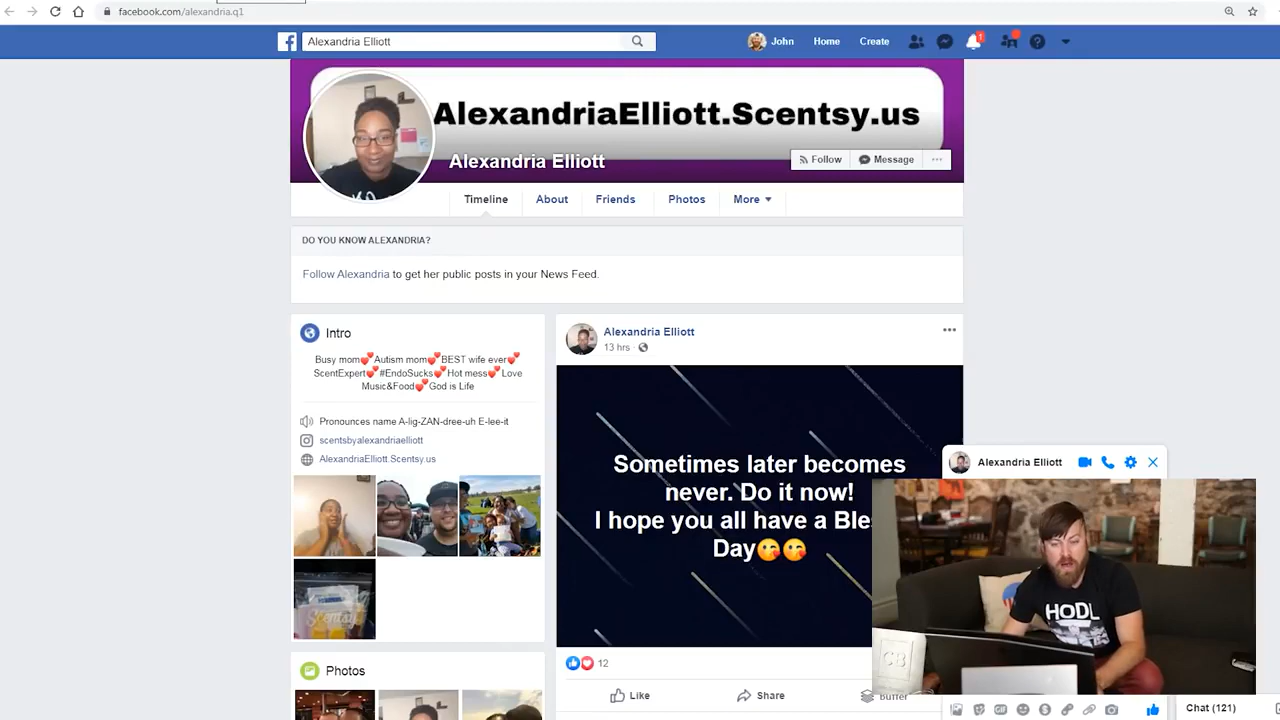 facebook.com/alexandria.q1
Alexandria Elliott
John
Home
Create
1
AlexandriaElliott.Scentsy.us
Alexandria Elliott
Follow
Message
Timeline
About
Friends
Photos
More
DO YOU KNOW ALEXANDRIA?
Follow Alexandria to get her public posts in your News Feed.
Intro
Busy mom💕Autism mom💕BEST wife ever💕
ScentExpert💕#EndoSucks💕Hot mess💕Love
Music&Food💕God is Life
Pronounces name A-lig-ZAN-dree-uh E-lee-it
scentsbyalexandriaelliott
AlexandriaElliott.Scentsy.us
Scentsy
Photos
Alexandria Elliott
13 hrs ·
Sometimes later becomes
never. Do it now!
I hope you all have a Ble
Day😘😘
12
Like
Share
Buffer
Alexandria Elliott
HODL
CB
GIF
Chat (121)